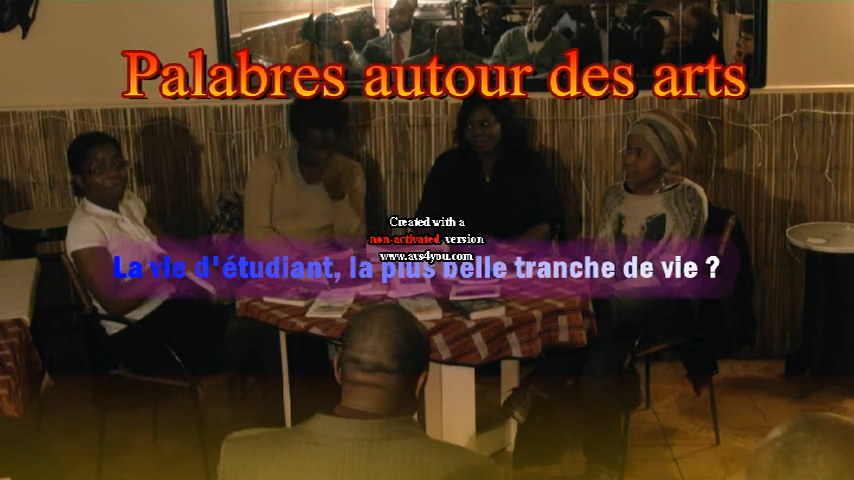 Palabres autour des arts
Created with a
non-activated version
www.avs4you.com
La vie d'étudiant, la plus belle tranche de vie ?